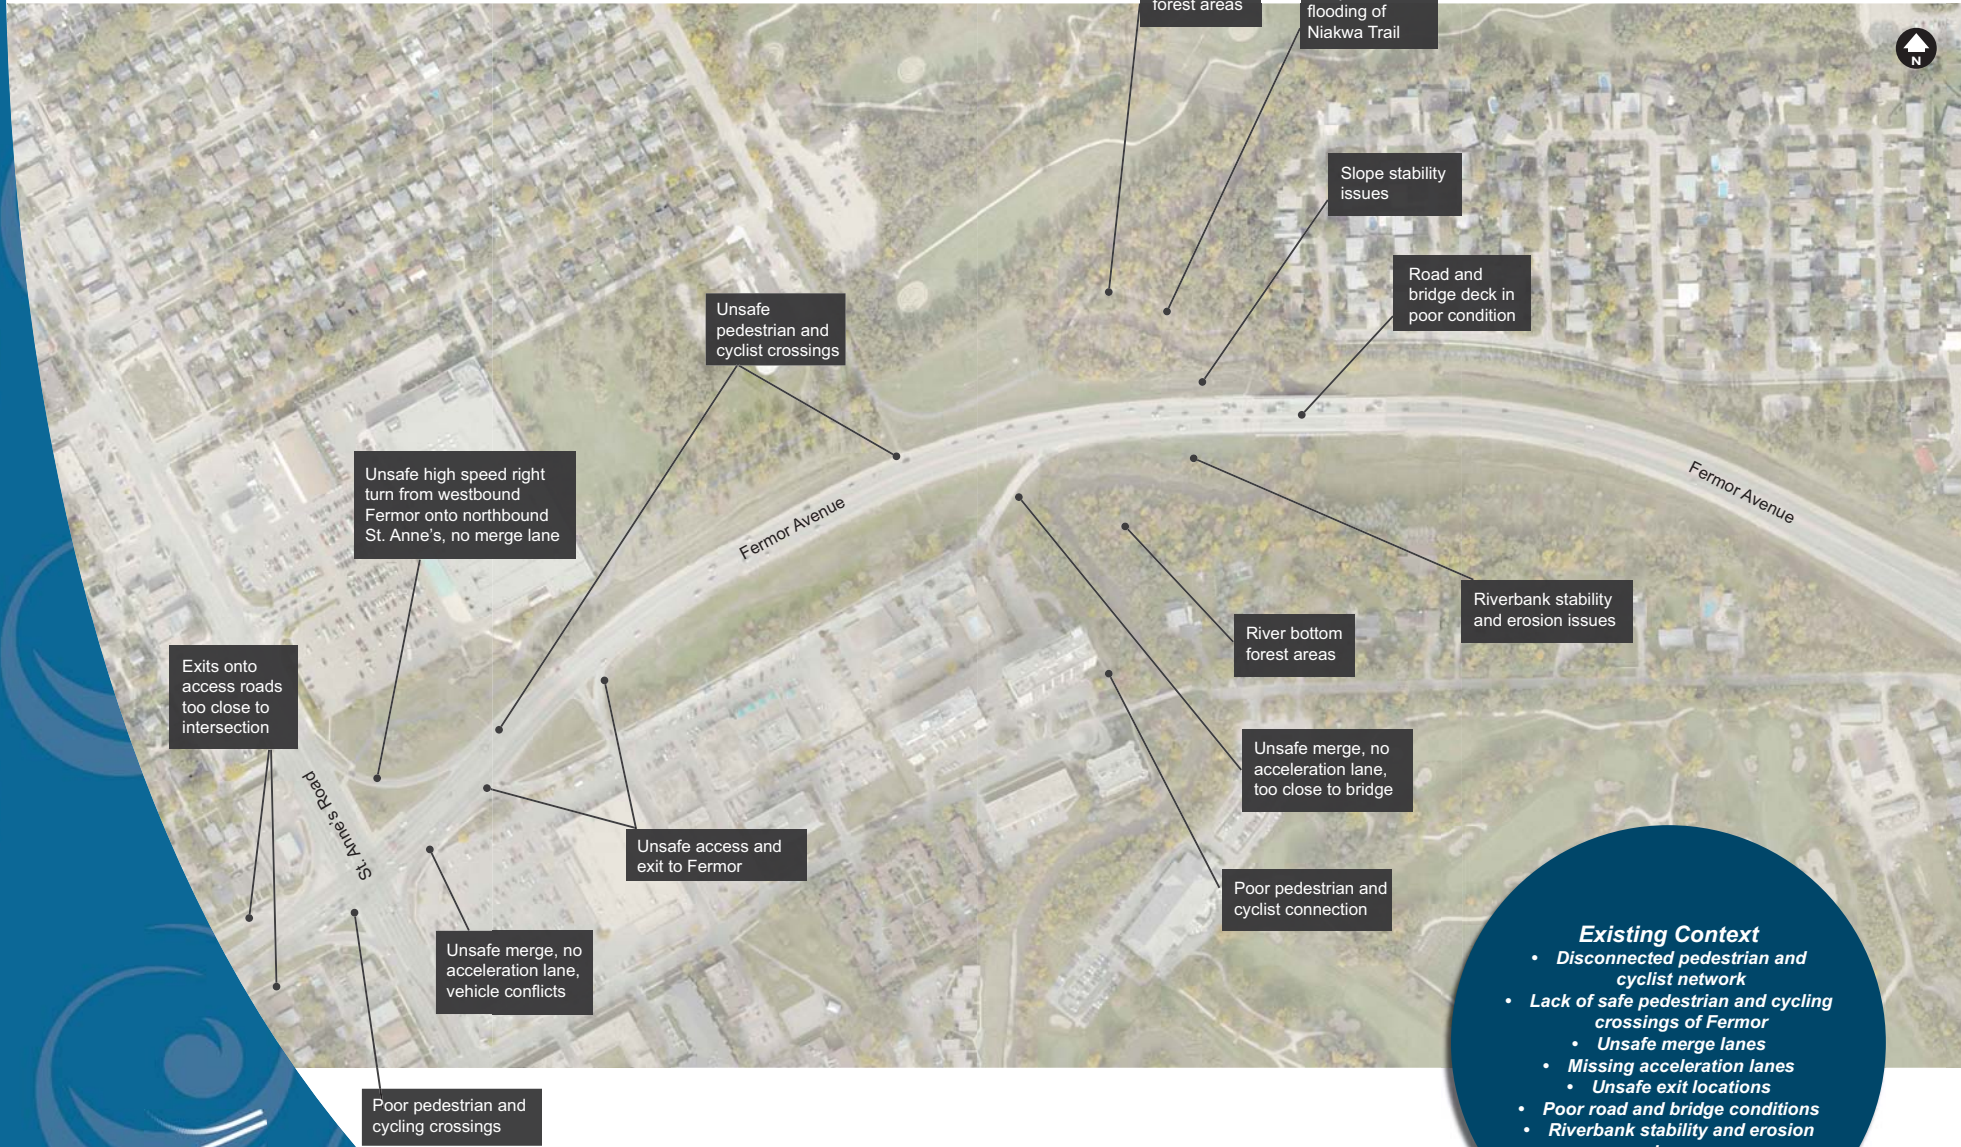 forest areas
flooding of
Niakwa Trail
N
Slope stability
issues
Road and
bridge deck in
poor condition
Unsafe
pedestrian and
cyclist crossings
Unsafe high speed right
turn from westbound
Fermor onto northbound
St. Anne's, no merge lane
Fermor Avenue
Fermor Avenue
Riverbank stability
and erosion issues
River bottom
forest areas
Exits onto
access roads
too close to
intersection
St. Anne's Road
Unsafe merge, no
acceleration lane,
too close to bridge
Unsafe access and
exit to Fermor
Poor pedestrian and
cyclist connection
Unsafe merge, no
acceleration lane,
vehicle conflicts
Poor pedestrian and
cycling crossings
Existing Context
• Disconnected pedestrian and
cyclist network
• Lack of safe pedestrian and cycling
crossings of Fermor
• Unsafe merge lanes
• Missing acceleration lanes
• Unsafe exit locations
• Poor road and bridge conditions
• Riverbank stability and erosion